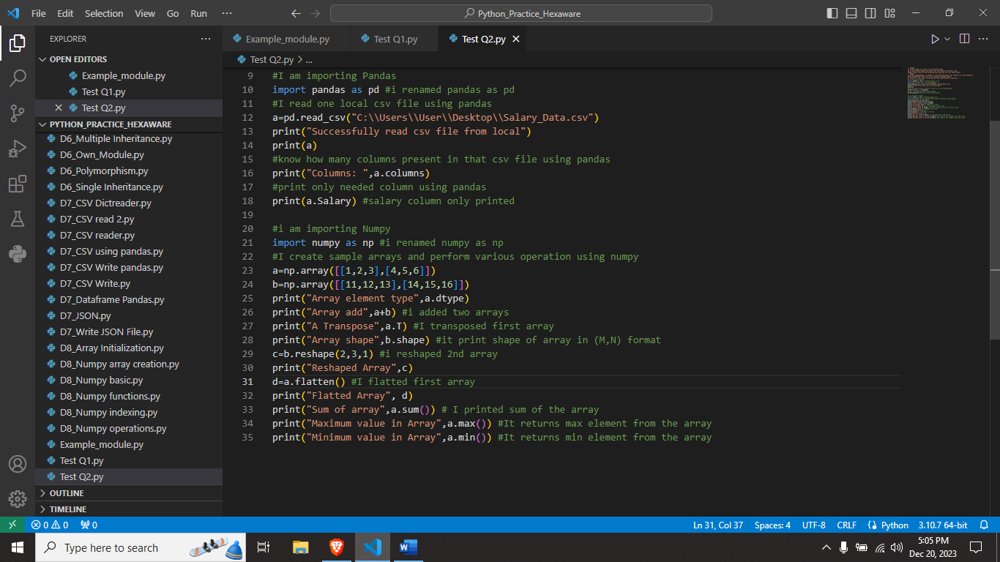 File Edit Selection View Go Run ···
Python_Practice_Hexaware
EXPLORER
OPEN EDITORS
Example_module.py
Test Q1.py
Test Q2.py
PYTHON_PRACTICE_HEXAWARE
D6_Multiple Inheritance.py
D6_Own_Module.py
D6_Polymorphism.py
D6_Single Inheritance.py
D7_CSV Dictreader.py
D7_CSV read 2.py
D7_CSV reader.py
D7_CSV using pandas.py
D7_CSV Write pandas.py
D7_CSV Write.py
D7_Dataframe Pandas.py
D7_JSON.py
D7_Write JSON File.py
D8_Array Initialization.py
D8_Numpy array creation.py
D8_Numpy basic.py
D8_Numpy functions.py
D8_Numpy indexing.py
D8_Numpy operations.py
Example_module.py
Test Q1.py
Test Q2.py
OUTLINE
TIMELINE
Example_module.py Test Q1.py Test Q2.py
Test Q2.py > ...
9 #I am importing Pandas
10 import pandas as pd #i renamed pandas as pd
11 #I read one local csv file using pandas
12 a=pd.read_csv("C:\\Users\\User\\Desktop\\Salary_Data.csv")
13 print("Successfully read csv file from local")
14 print(a)
15 #know how many columns present in that csv file using pandas
16 print("Columns: ",a.columns)
17 #print only needed column using pandas
18 print(a.Salary) #salary column only printed
19
20 #i am importing Numpy
21 import numpy as np #i renamed numpy as np
22 #I create sample arrays and perform various operation using numpy
23 a=np.array([[1,2,3],[4,5,6]])
24 b=np.array([[11,12,13],[14,15,16]])
25 print("Array element type",a.dtype)
26 print("Array add",a+b) #i added two arrays
27 print("A Transpose",a.T) #I transposed first array
28 print("Array shape",b.shape) #it print shape of array in (M,N) format
29 c=b.reshape(2,3,1) #i reshaped 2nd array
30 print("Reshaped Array",c)
31 d=a.flatten() #I flatted first array
32 print("Flatted Array", d)
33 print("Sum of array",a.sum()) # I printed sum of the array
34 print("Maximum value in Array",a.max()) #It returns max element from the array
35 print("Minimum value in Array",a.min()) #It returns min element from the array
0 0 0 Ln 31, Col 37 Spaces: 4 UTF-8 CRLF Python 3.10.7 64-bit
Type here to search
5:05 PM
Dec 20, 2023